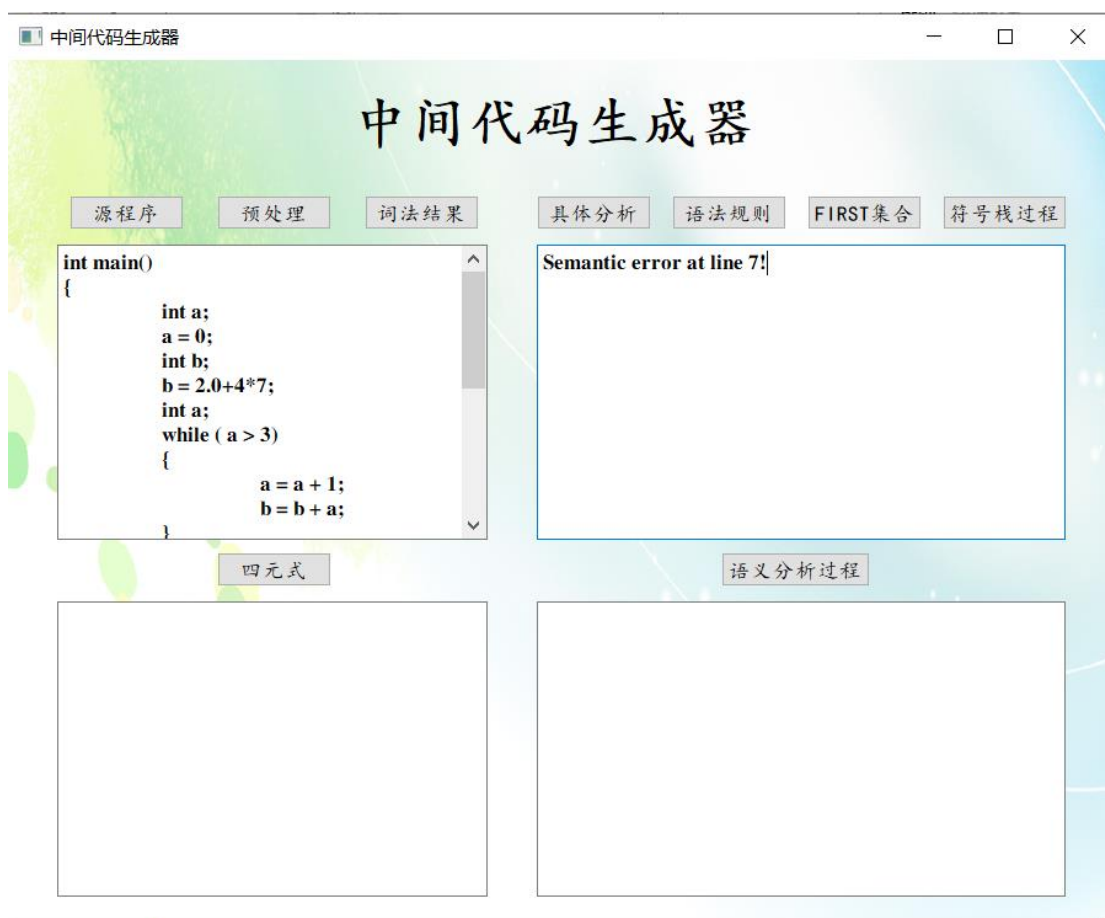 中间代码生成器
中间代码生成器
源程序 预处理 词法结果 具体分析 语法规则 FIRST集合 符号栈过程
int main()
{
int a;
a = 0;
int b;
b = 2.0+4*7;
int a;
while ( a > 3)
{
a = a + 1;
b = b + a;
}
Semantic error at line 7!
四元式 语义分析过程